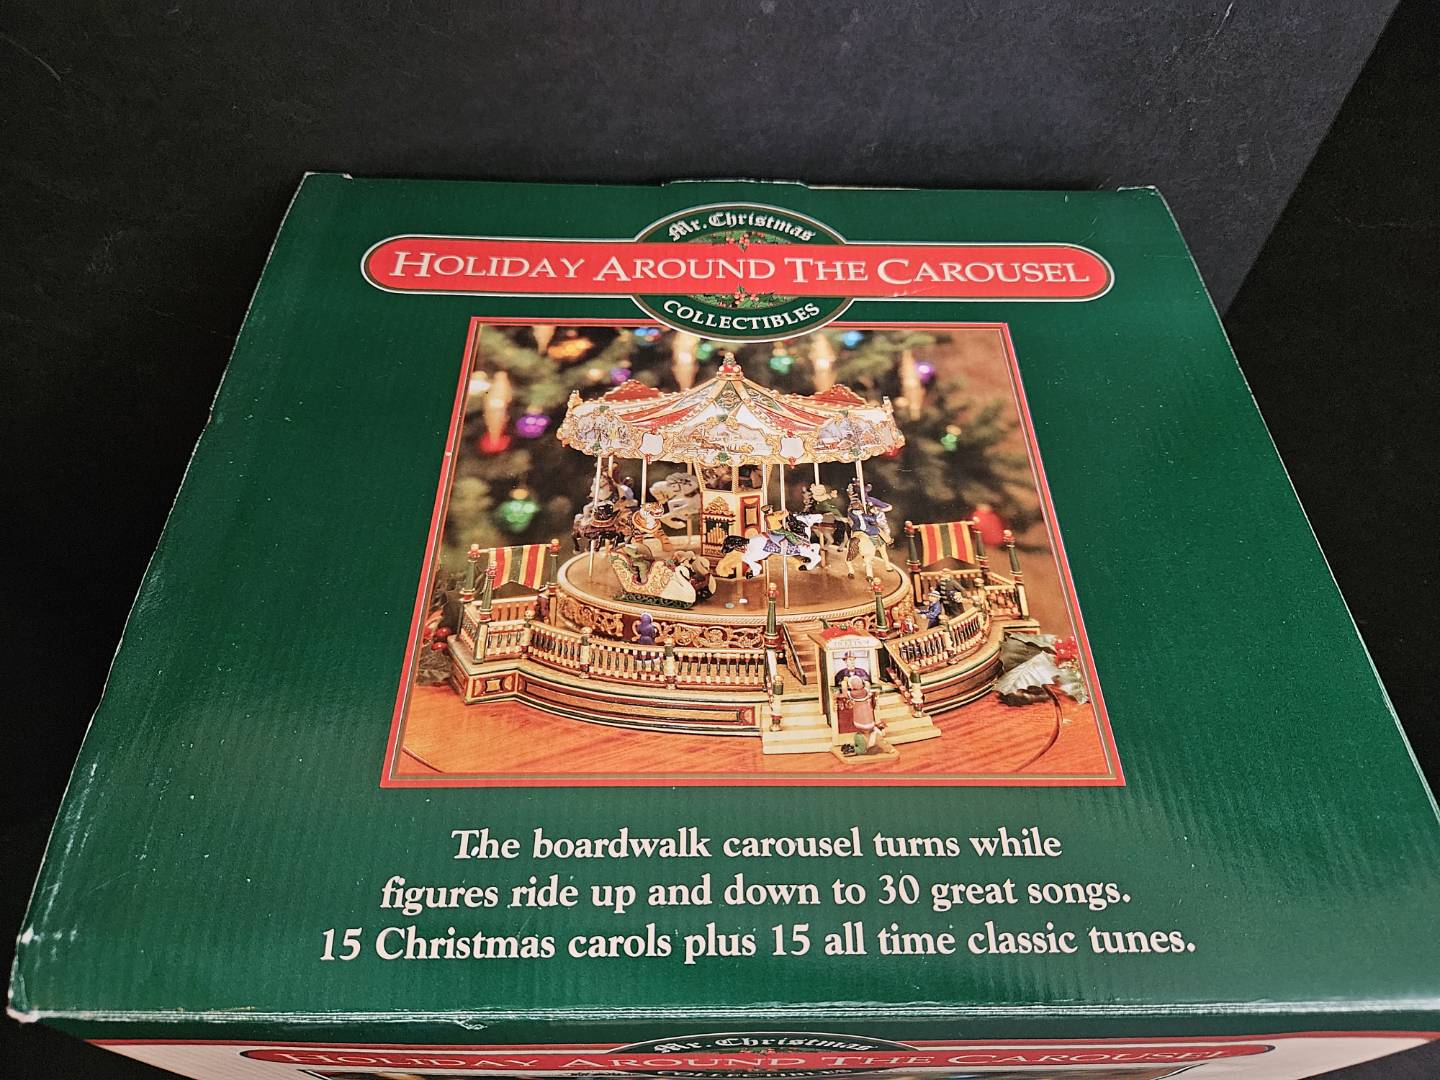 Mr. Christmas
HOLIDAY AROUND THE CAROUSEL
COLLECTIBLES
The boardwalk carousel turns while
figures ride up and down to 30 great songs.
15 Christmas carols plus 15 all time classic tunes.
Mr. Christmas
HOLIDAY AROUND THE CAROUSEL
COLLECTIBLES